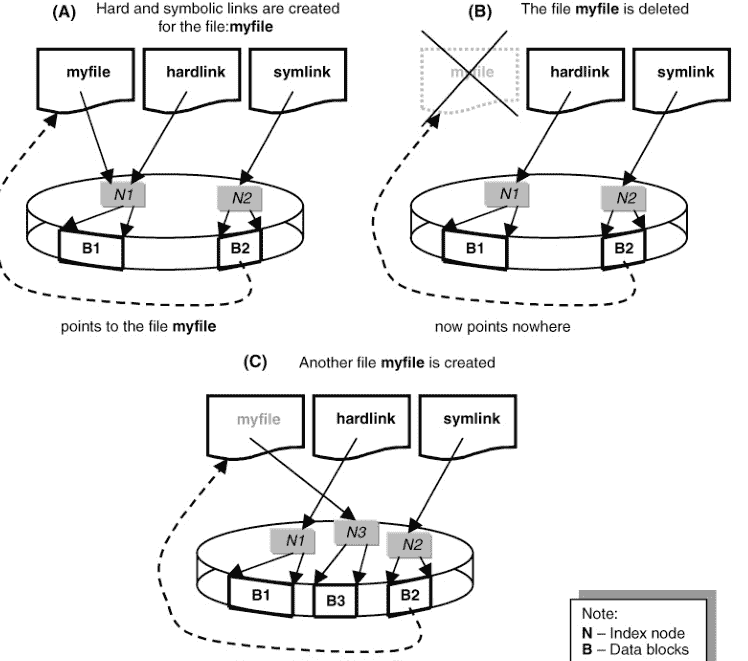 (A) Hard and symbolic links are created
for the file:myfile
myfile
hardlink
symlink
N1
N2
B1
B2
points to the file myfile
(B) The file myfile is deleted
myfile
hardlink
symlink
N1
N2
B1
B2
now points nowhere
(C) Another file myfile is created
myfile
hardlink
symlink
N1
N3
N2
B1
B3
B2
Note:
N – Index node
B – Data blocks